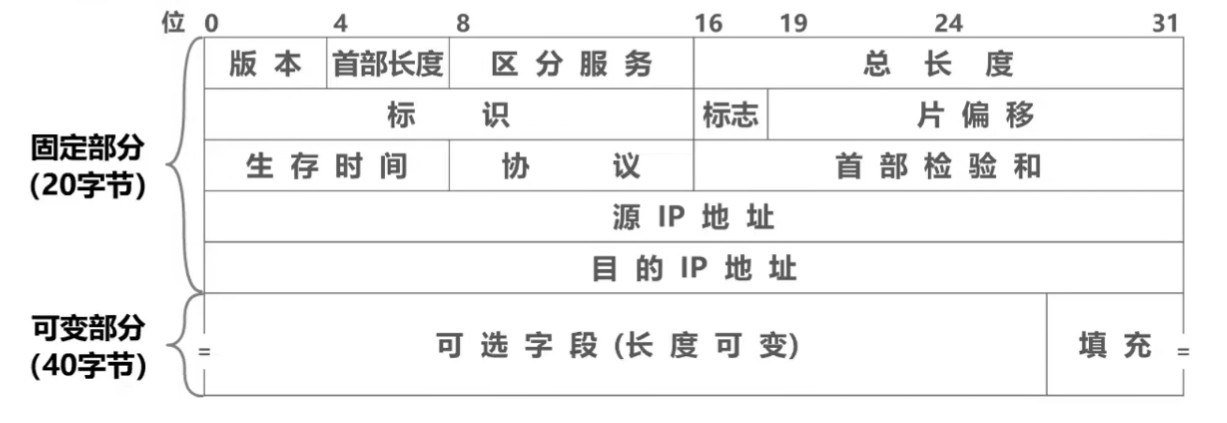 位 0 4 8 16 19 24 31
版本 首部长度 区分服务 总长度
标识 标志 片偏移
固定部分
(20字节)
生存时间 协议 首部检验和
源 IP 地址
目的 IP 地址
可变部分
(40字节)
可选字段 (长度可变) 填充